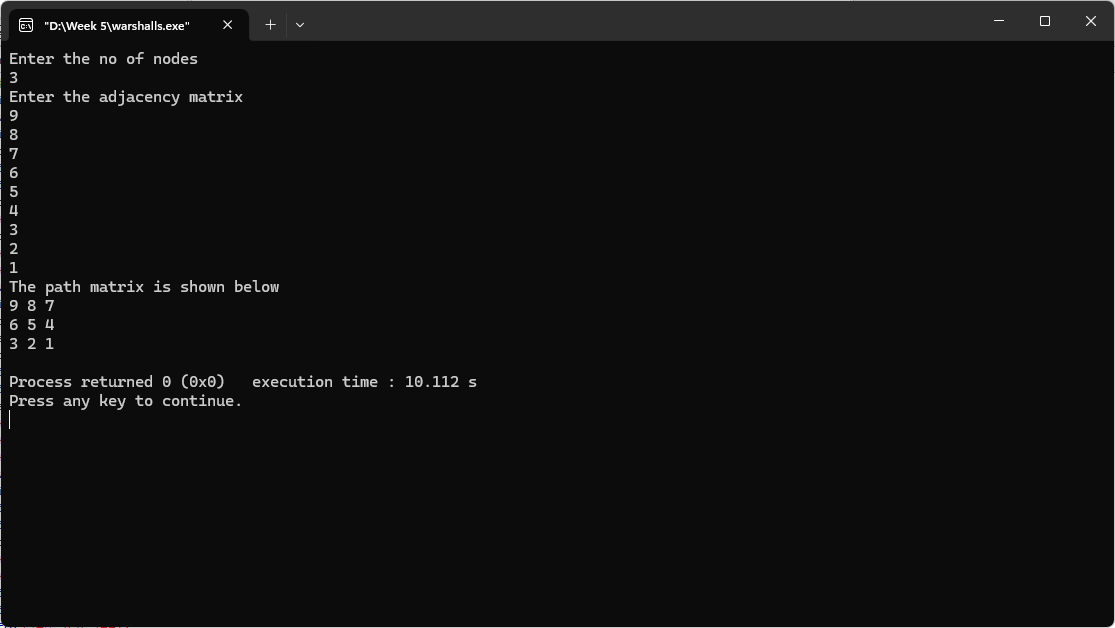 "D:\Week 5\warshalls.exe"
Enter the no of nodes
3
Enter the adjacency matrix
9
8
7
6
5
4
3
2
1
The path matrix is shown below
9 8 7
6 5 4
3 2 1
Process returned 0 (0x0)   execution time : 10.112 s
Press any key to continue.